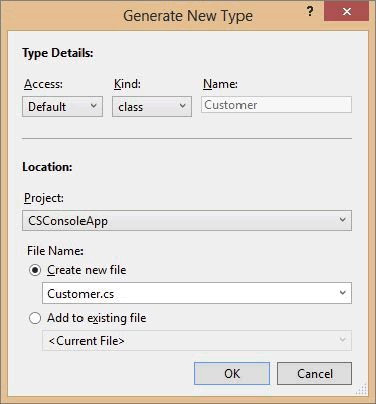 Generate New Type
?
Type Details:
Access: Kind: Name:
Default class Customer
Location:
Project:
CSConsoleApp
File Name:
Create new file
Customer.cs
Add to existing file
<Current File>
OK Cancel